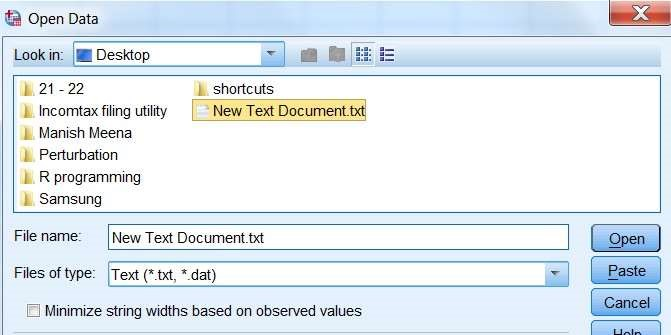 Open Data
Look in: Desktop
21 - 22
Incomtax filing utility
Manish Meena
Perturbation
R programming
Samsung
shortcuts
New Text Document.txt
File name: New Text Document.txt
Files of type: Text (*.txt, *.dat)
Minimize string widths based on observed values
Open
Paste
Cancel
Help